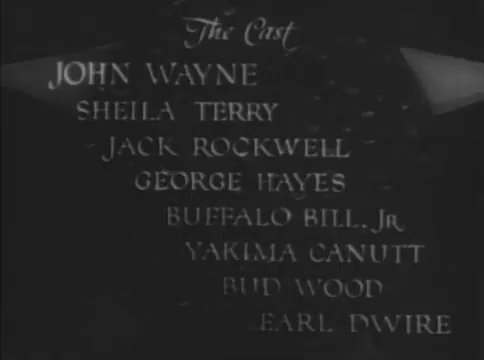 The Cast
JOHN WAYNE
SHEILA TERRY
JACK ROCKWELL
GEORGE HAYES
BUFFALO BILL, JR
YAKIMA CANUTT
BUD WOOD
EARL DWIRE